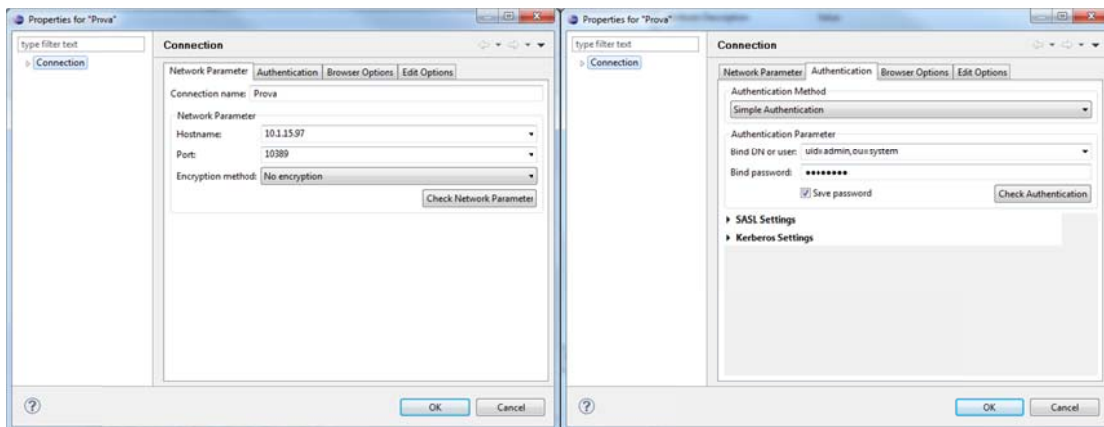 Properties for "Prova"
type filter text
Connection
Connection
Network Parameter Authentication Browser Options Edit Options
Connection name: Prova
Network Parameter
Hostname: 10.1.15.97
Port: 10389
Encryption method: No encryption
Check Network Parameter
OK Cancel
Properties for "Prova"
type filter text
Connection
Connection
Network Parameter Authentication Browser Options Edit Options
Authentication Method
Simple Authentication
Authentication Parameter
Bind DN or user: uid=admin,ou=system
Bind password: ••••••••
Save password Check Authentication
SASL Settings
Kerberos Settings
OK Cancel